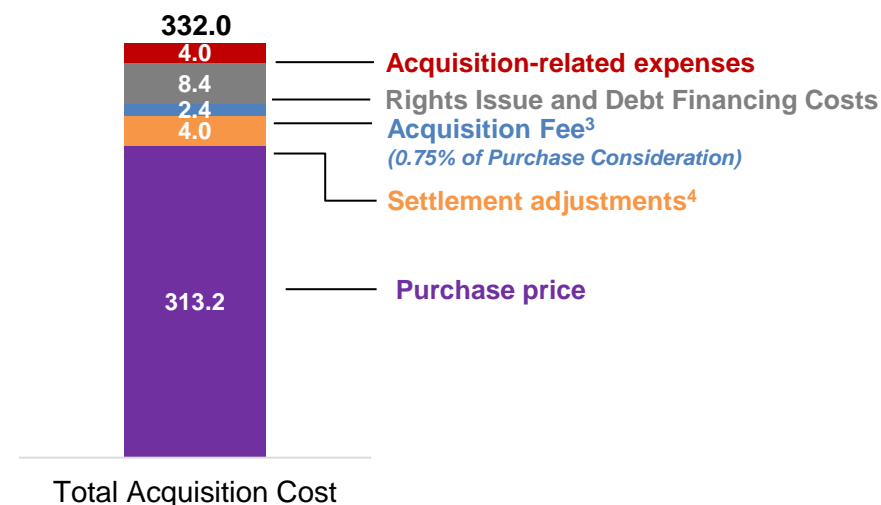 332.0
4.0
Acquisition-related expenses
8.4
Rights Issue and Debt Financing Costs
2.4
Acquisition Fee³
4.0
(0.75% of Purchase Consideration)
Settlement adjustments⁴
Purchase price
313.2
Total Acquisition Cost